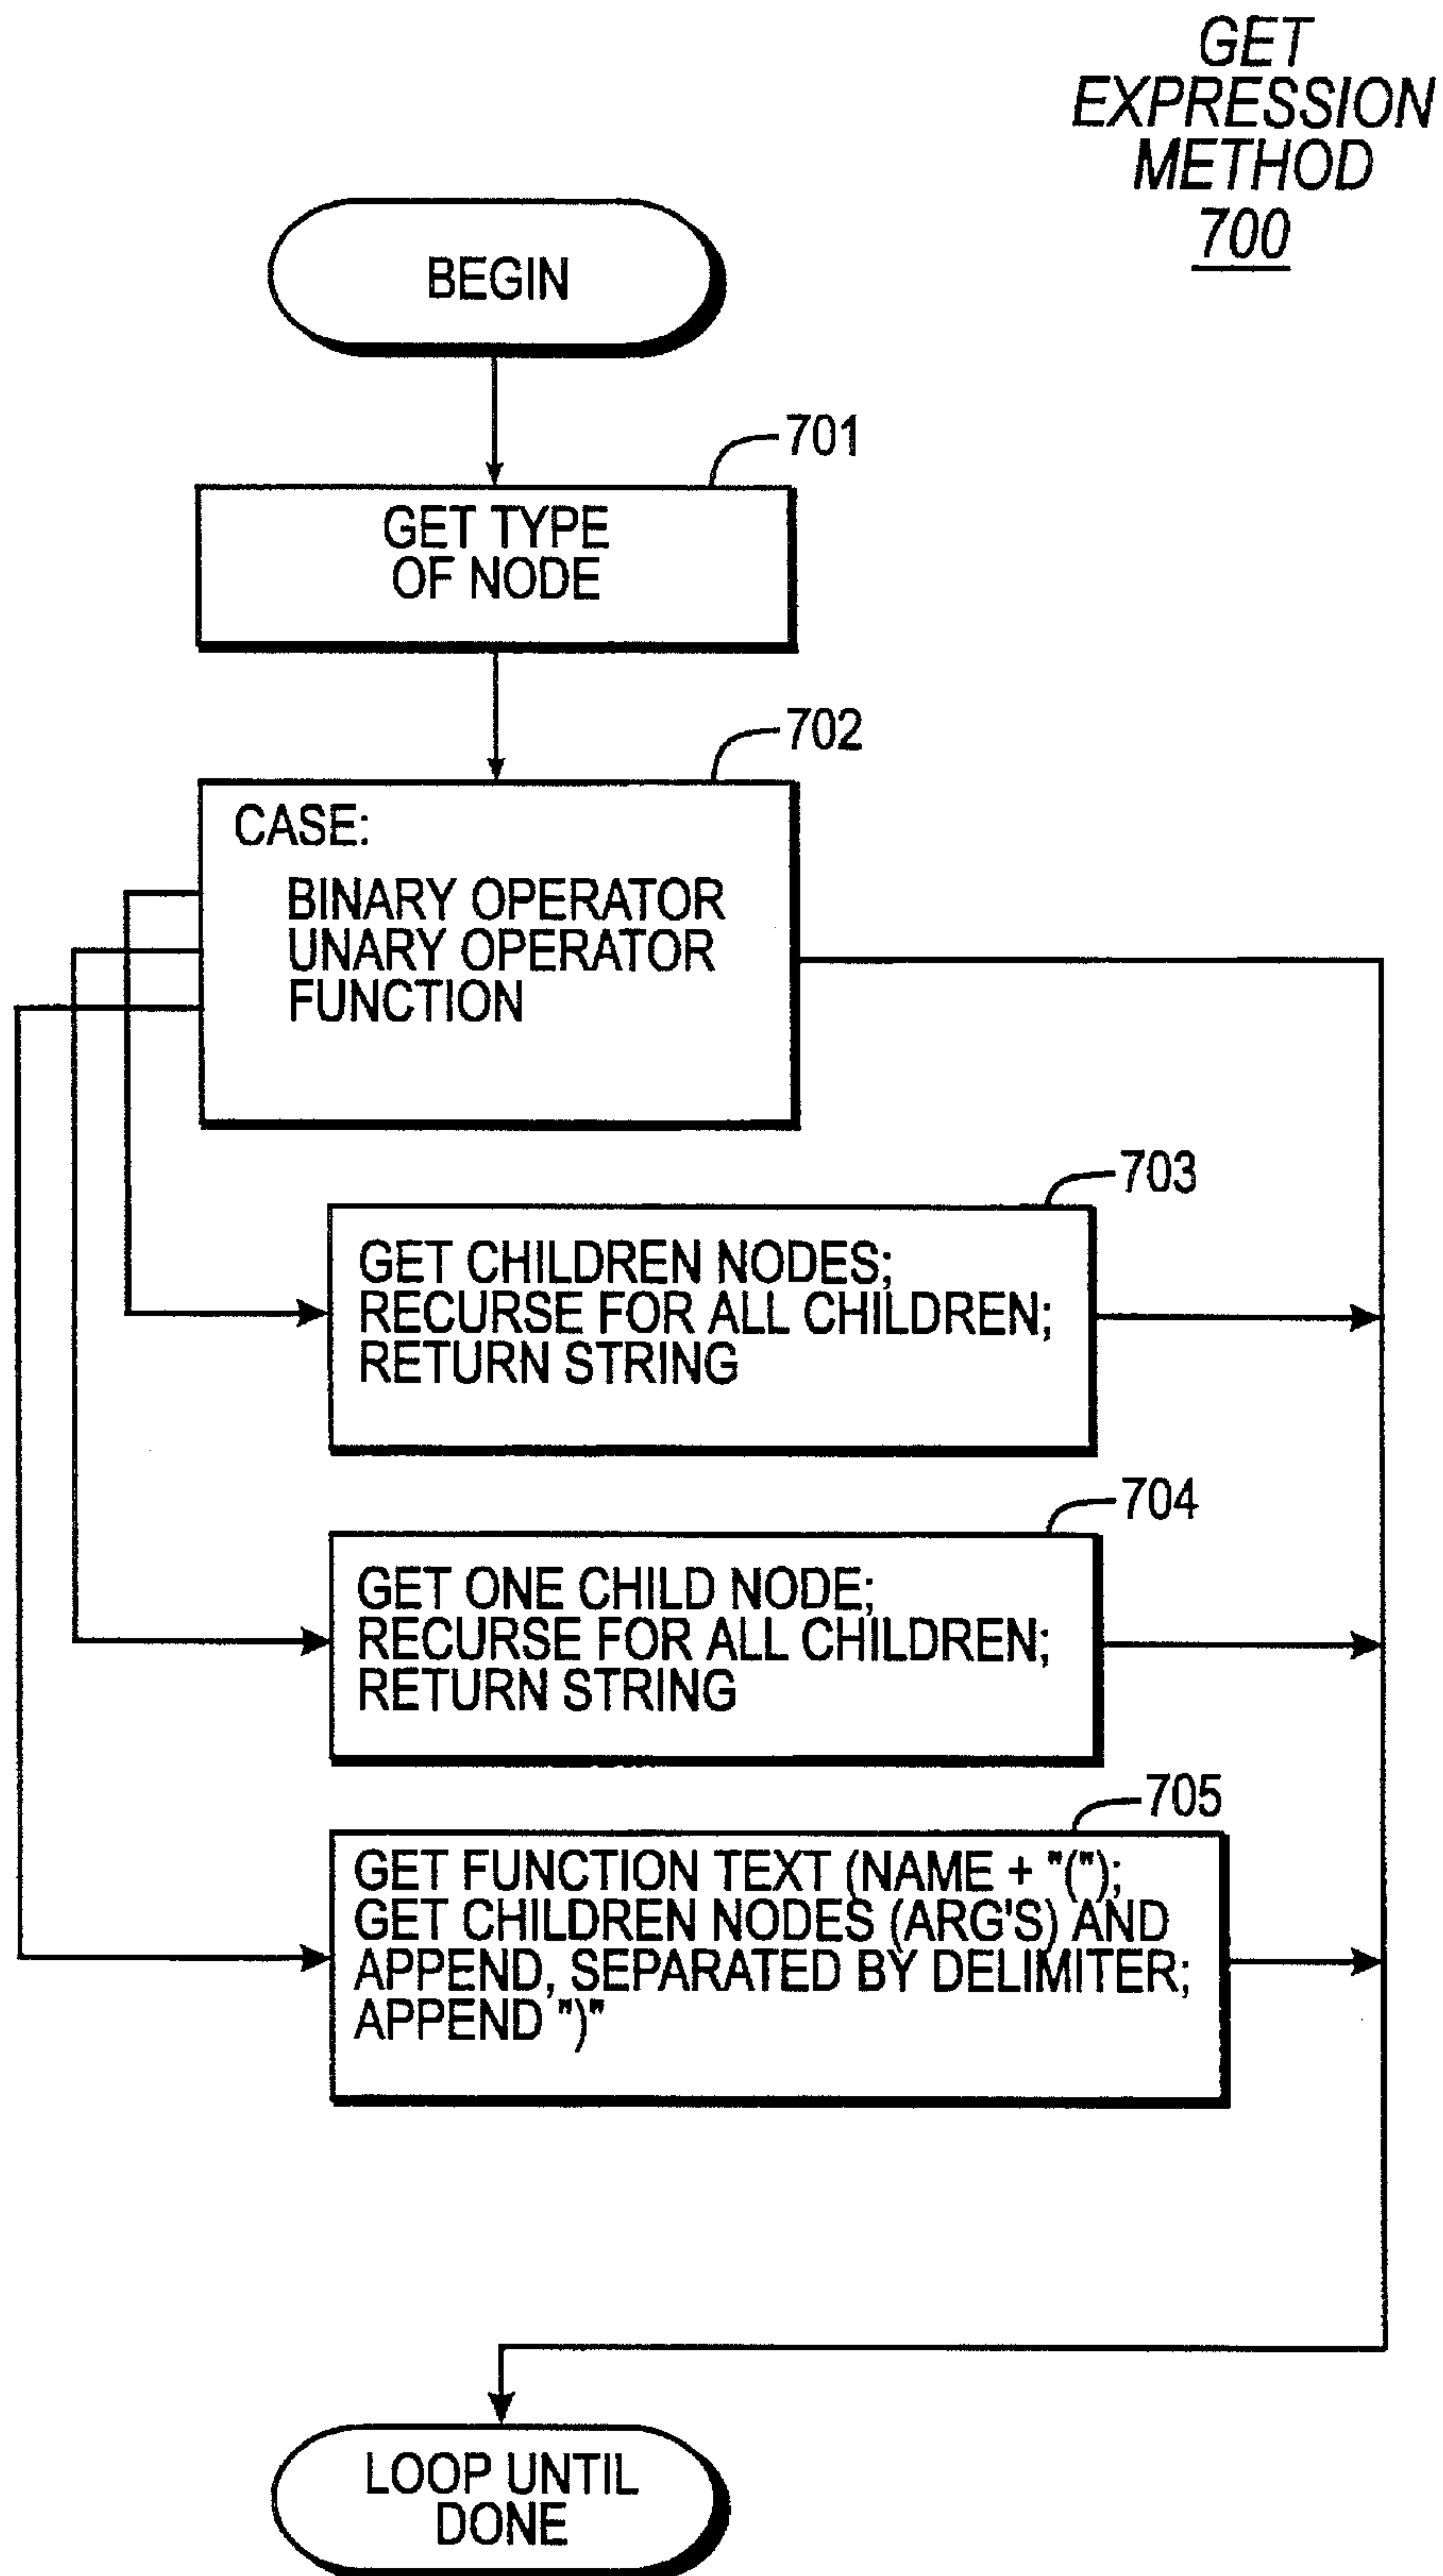 GET
EXPRESSION
METHOD
700
BEGIN
701
GET TYPE
OF NODE
702
CASE:
BINARY OPERATOR
UNARY OPERATOR
FUNCTION
703
GET CHILDREN NODES;
RECURSE FOR ALL CHILDREN;
RETURN STRING
704
GET ONE CHILD NODE;
RECURSE FOR ALL CHILDREN;
RETURN STRING
705
GET FUNCTION TEXT (NAME + "(");
GET CHILDREN NODES (ARG'S) AND
APPEND, SEPARATED BY DELIMITER;
APPEND ")"
LOOP UNTIL
DONE